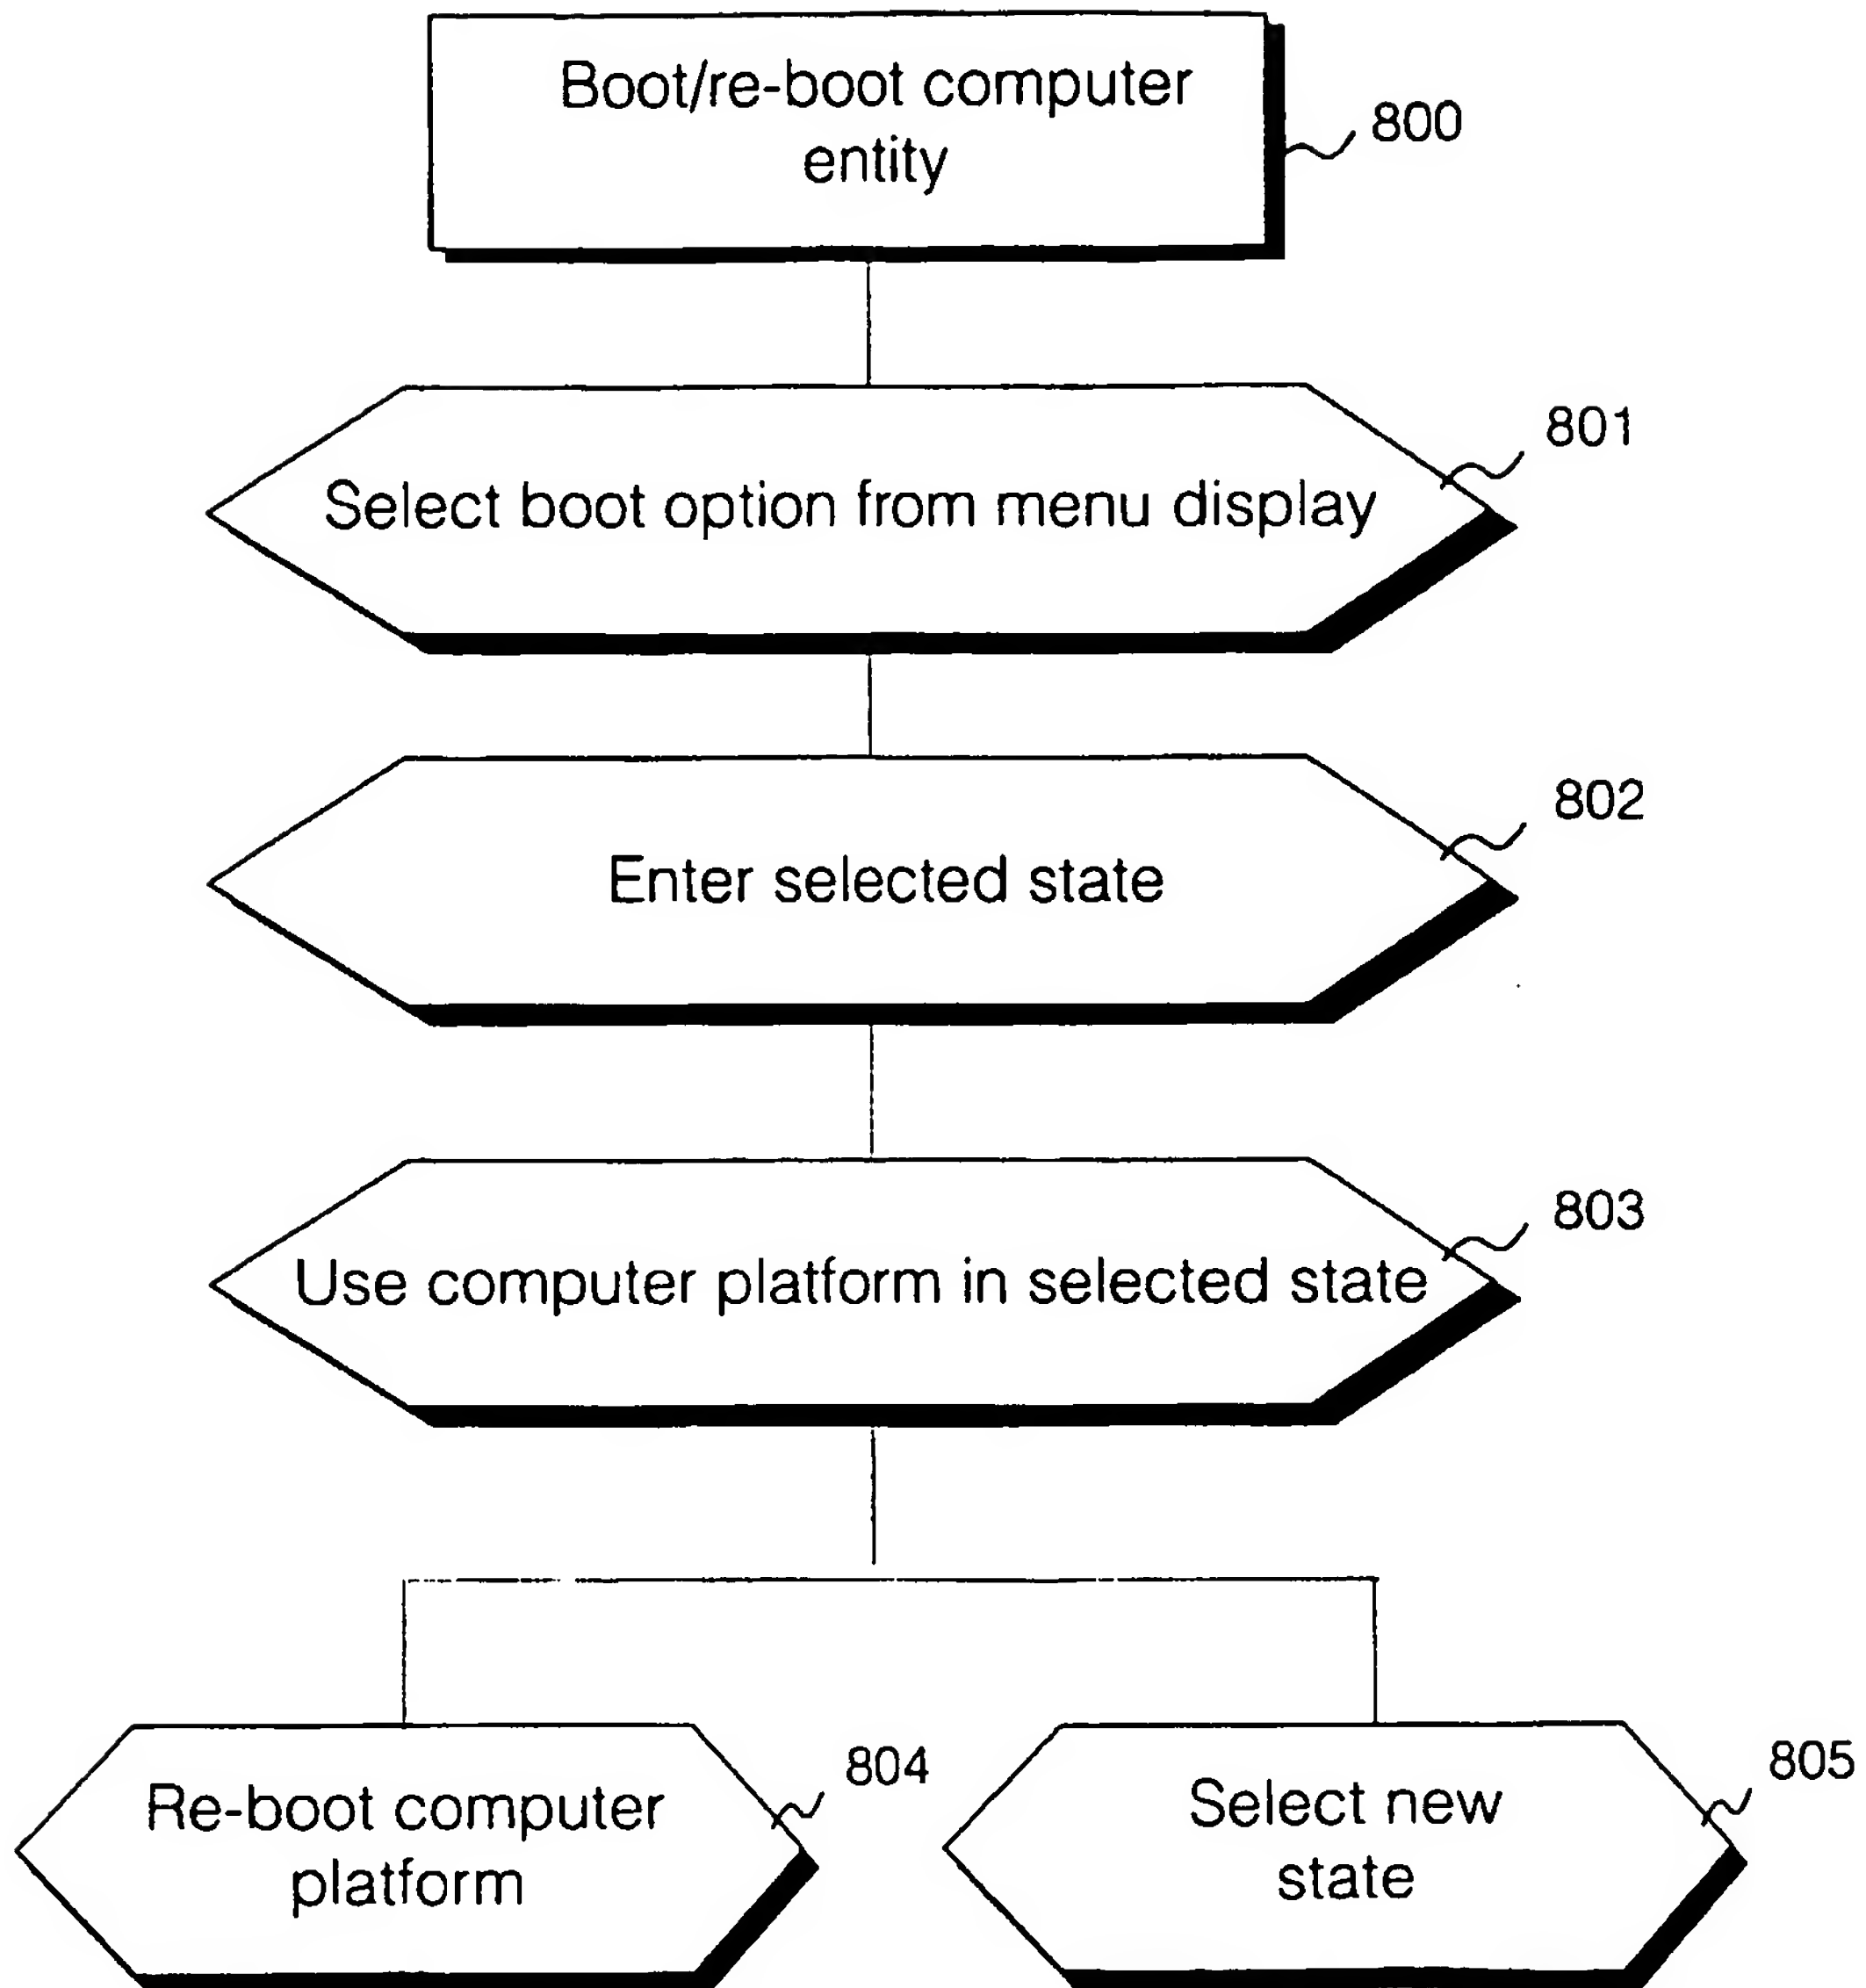 Boot/re-boot computer
entity
800
801
Select boot option from menu display
802
Enter selected state
803
Use computer platform in selected state
804
Re-boot computer
platform
805
Select new
state